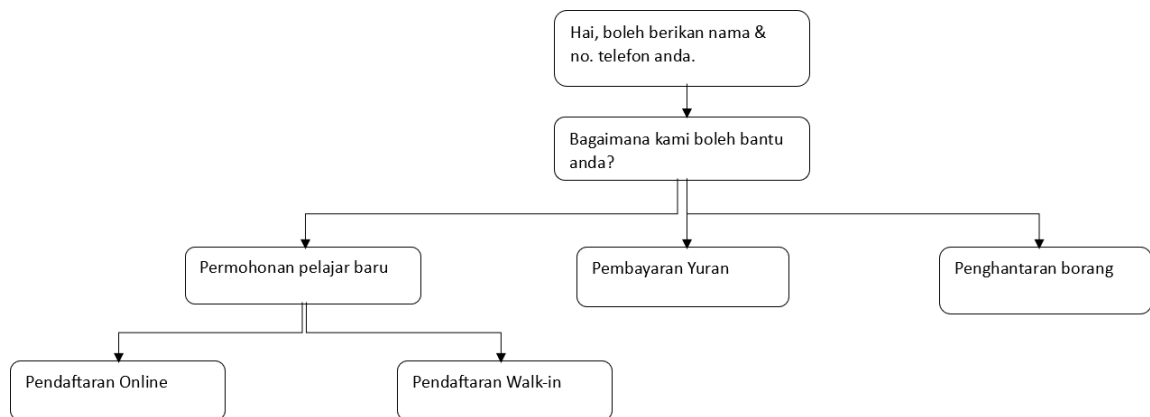 Hai, boleh berikan nama &
no. telefon anda.
Bagaimana kami boleh bantu
anda?
Permohonan pelajar baru
Pembayaran Yuran
Penghantaran borang
Pendaftaran Online
Pendaftaran Walk-in